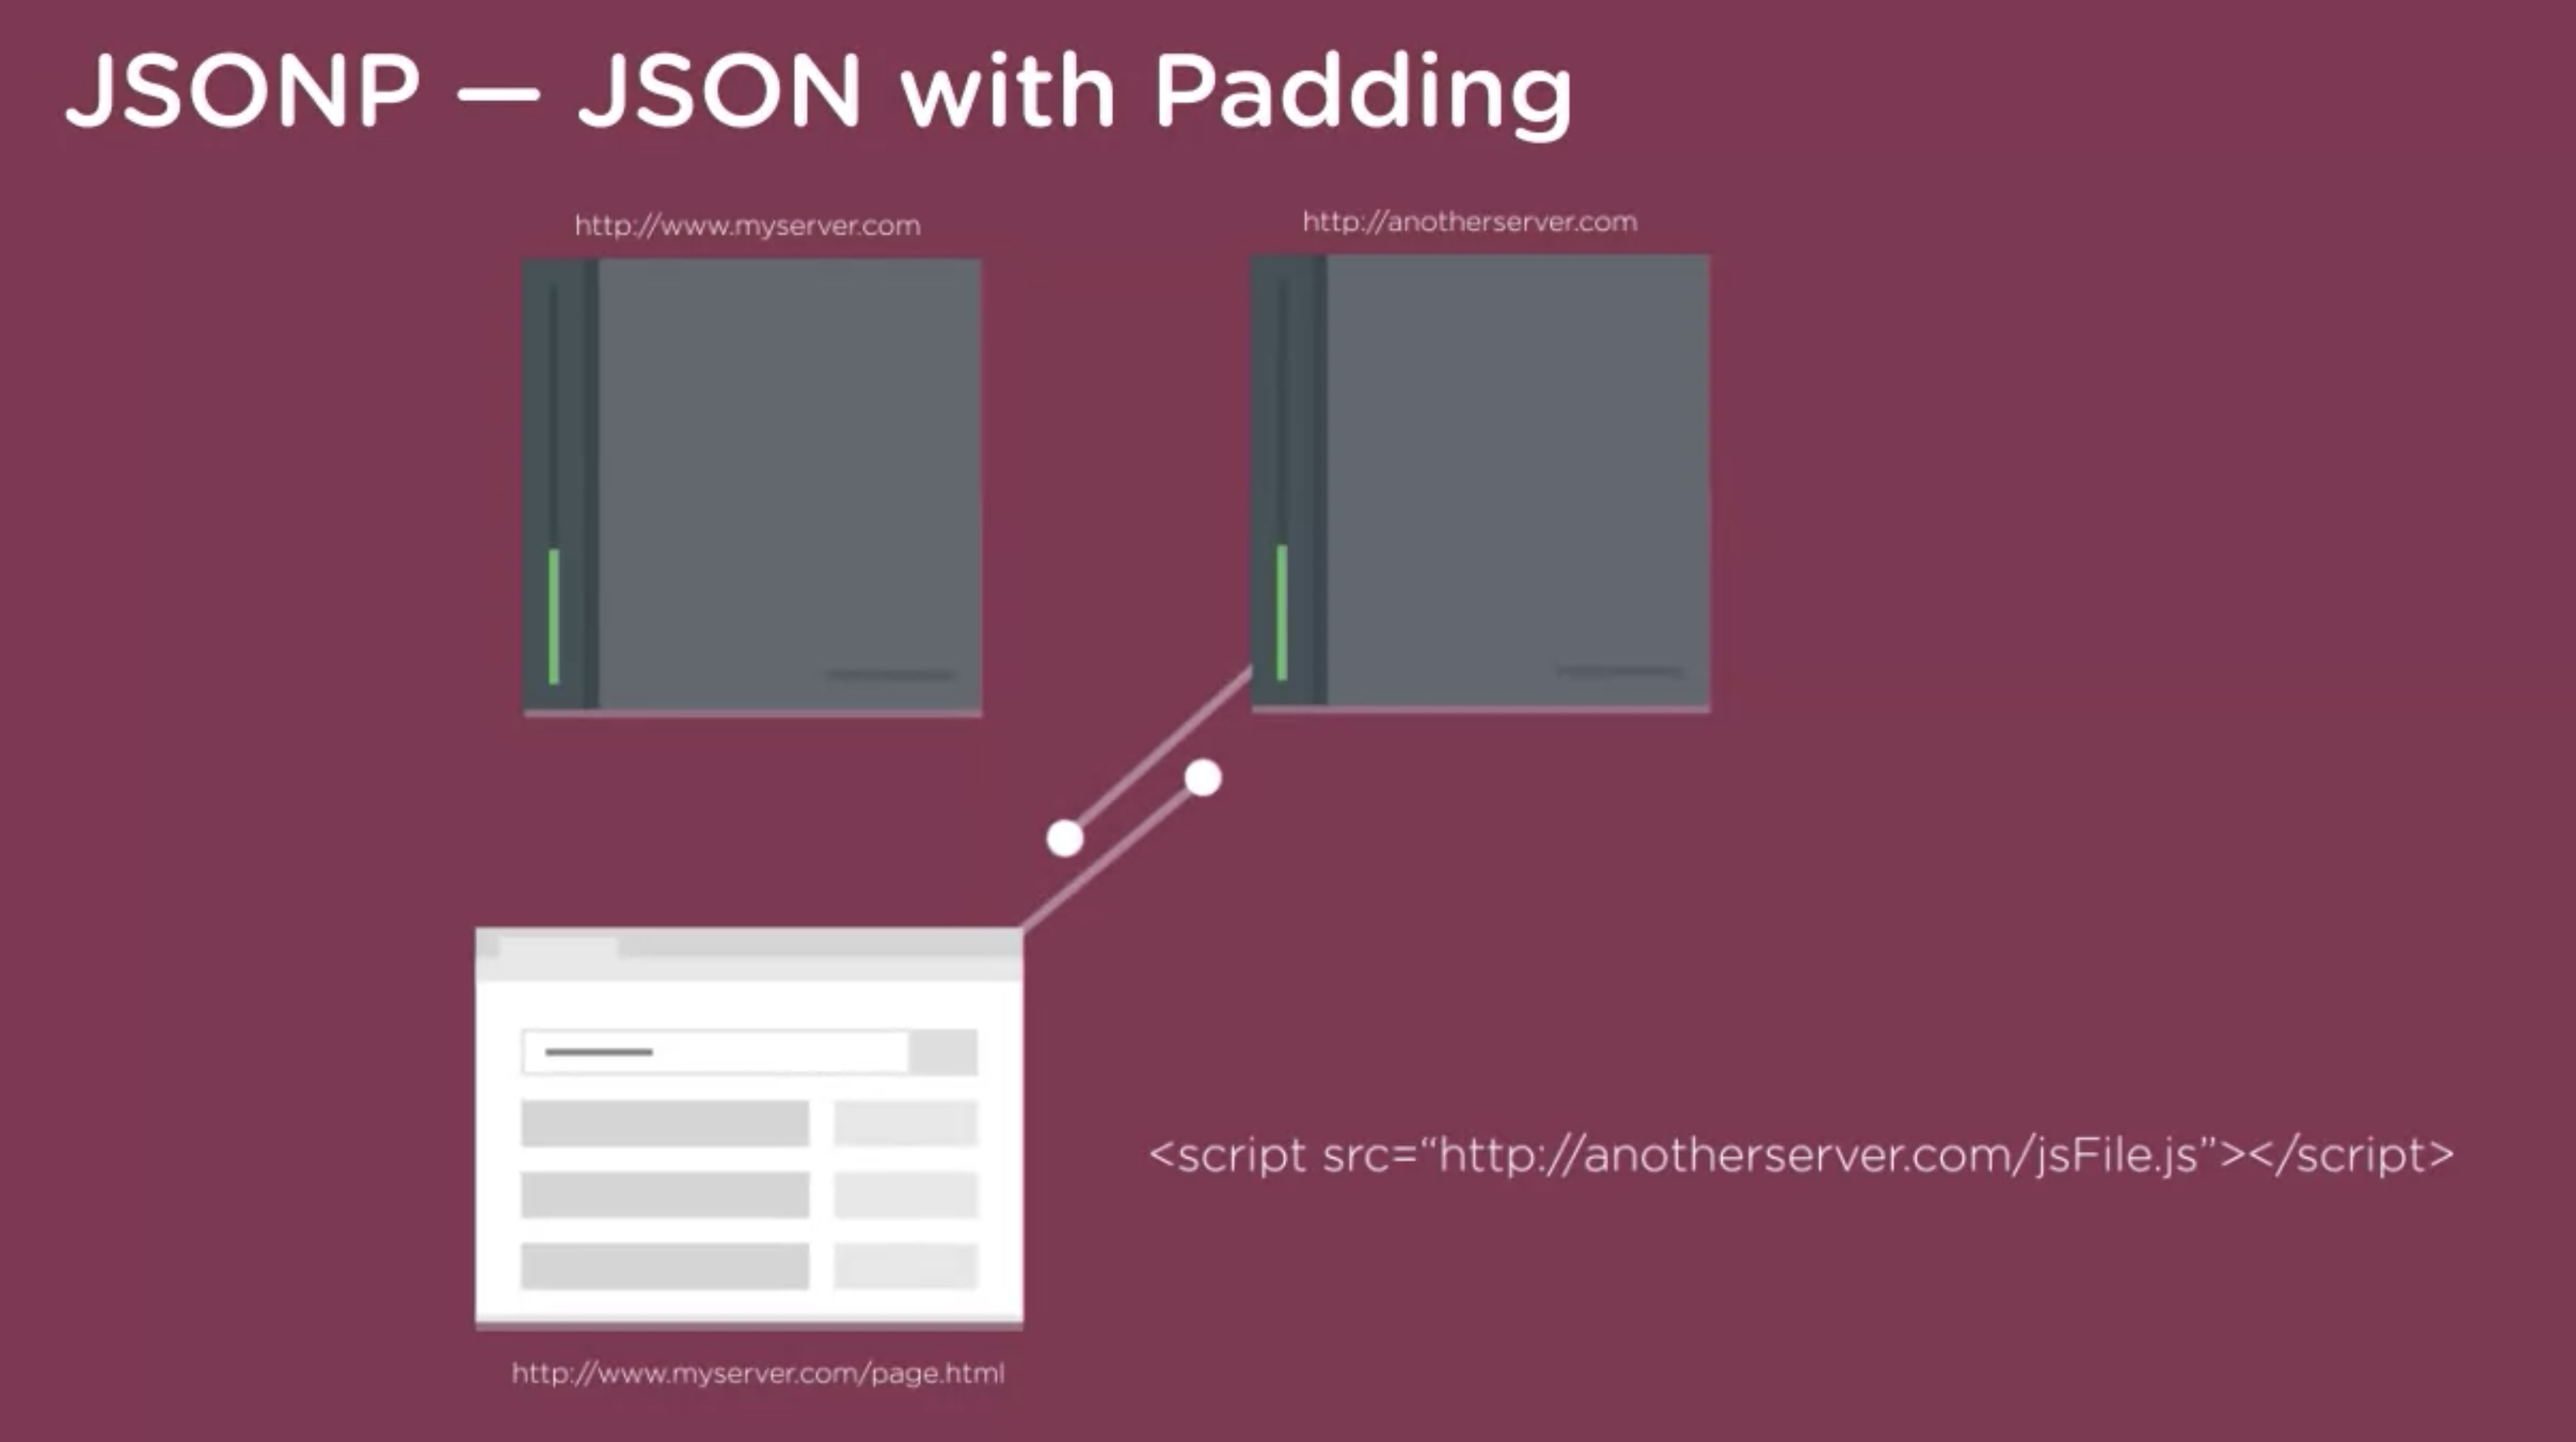 JSONP — JSON with Padding
http://www.myserver.com
http://anotherserver.com
<script src=“http://anotherserver.com/jsFile.js”></script>
http://www.myserver.com/page.html